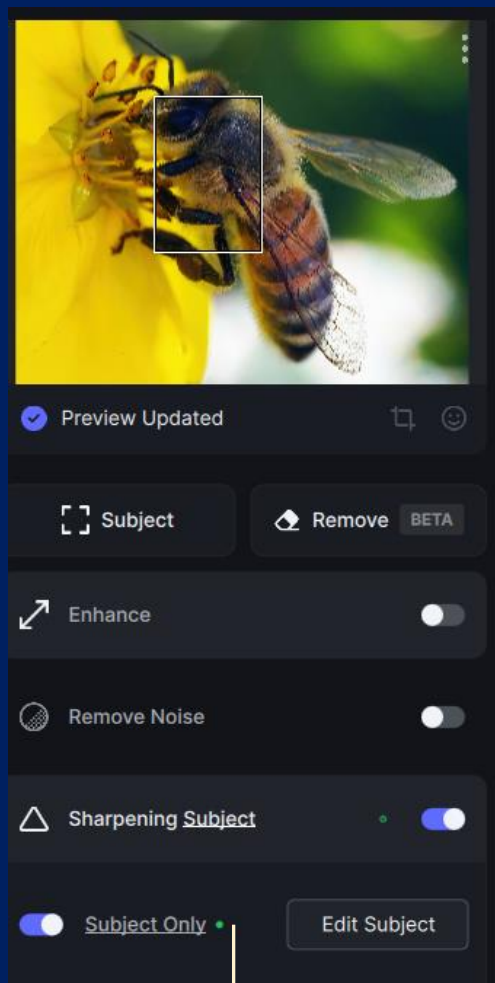 Preview Updated
Subject
Remove BETA
Enhance
Remove Noise
Sharpening Subject
Subject Only
Edit Subject